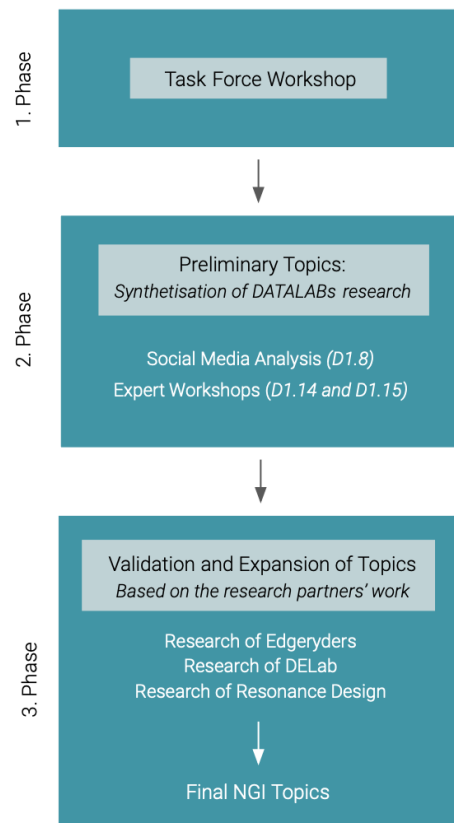 1. Phase
Task Force Workshop
2. Phase
Preliminary Topics:
Synthetisation of DATALABs research
Social Media Analysis (D1.8)
Expert Workshops (D1.14 and D1.15)
3. Phase
Validation and Expansion of Topics
Based on the research partners’ work
Research of Edgeryders
Research of DELab
Research of Resonance Design
Final NGI Topics